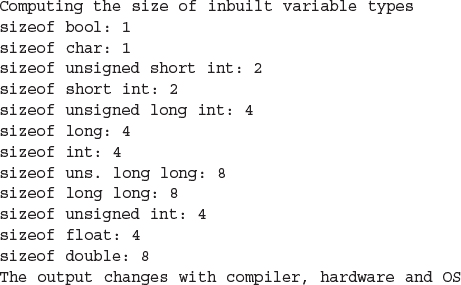 Computing the size of inbuilt variable types
sizeof bool: 1
sizeof char: 1
sizeof unsigned short int: 2
sizeof short int: 2
sizeof unsigned long int: 4
sizeof long: 4
sizeof int: 4
sizeof uns. long long: 8
sizeof long long: 8
sizeof unsigned int: 4
sizeof float: 4
sizeof double: 8
The output changes with compiler, hardware and OS